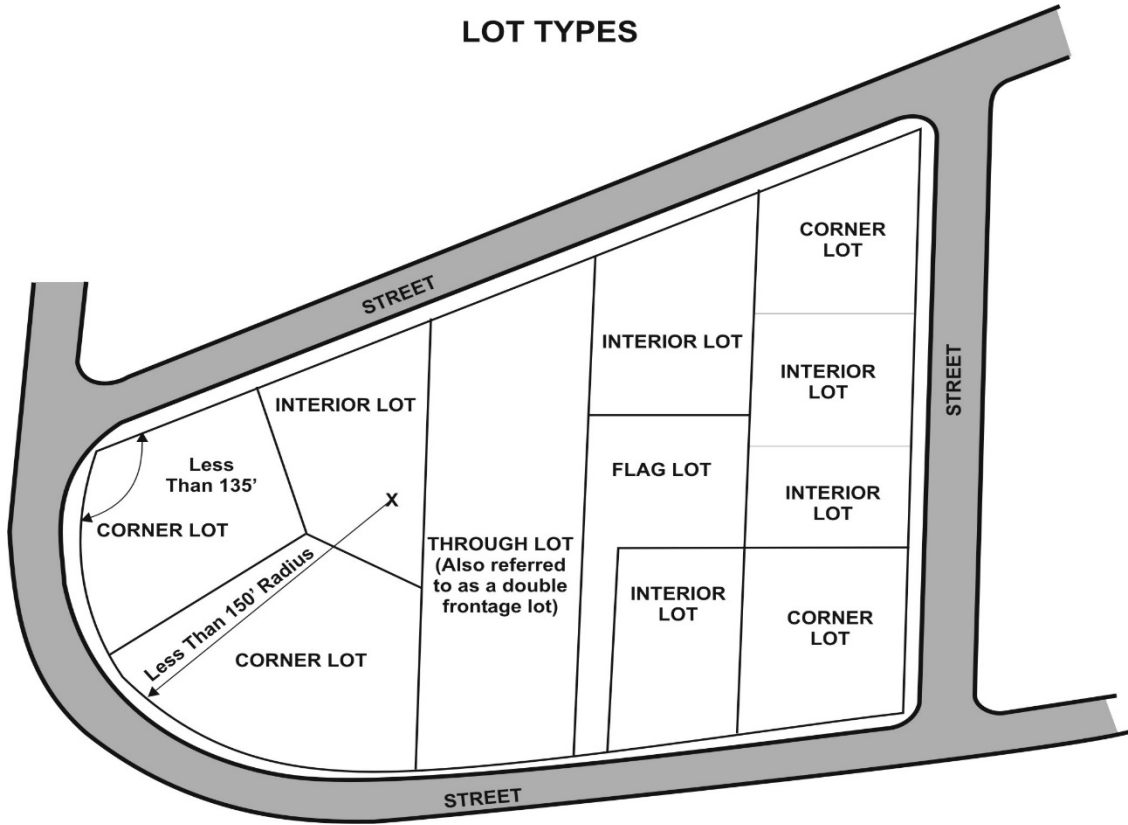 LOT TYPES
STREET
CORNER
LOT
INTERIOR LOT
INTERIOR
LOT
STREET
INTERIOR LOT
Less
Than 135’
FLAG LOT
X
INTERIOR
LOT
CORNER LOT
THROUGH LOT
(Also referred
to as a double
frontage lot)
Less Than 150’ Radius
INTERIOR
LOT
CORNER
LOT
CORNER LOT
STREET